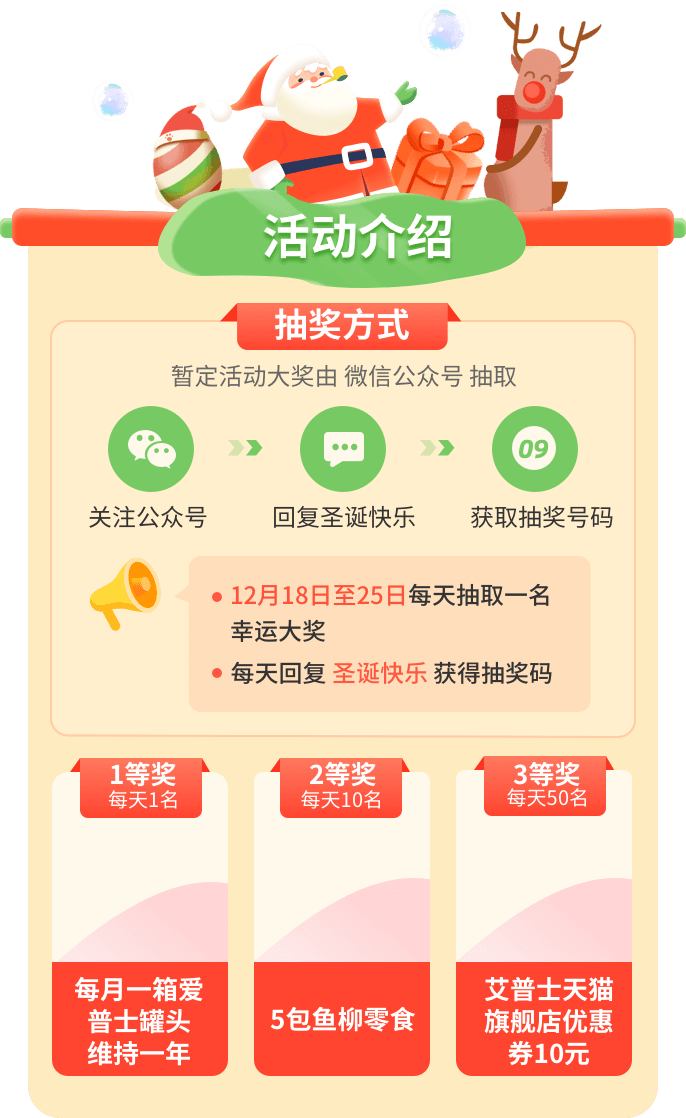 活动介绍
抽奖方式
暂定活动大奖由 微信公众号 抽取
09
关注公众号
回复圣诞快乐
获取抽奖号码
12月18日至25日每天抽取一名
幸运大奖
每天回复 圣诞快乐 获得抽奖码
1等奖
每天1名
2等奖
每天10名
3等奖
每天50名
每月一箱爱
普士罐头
维持一年
5包鱼柳零食
艾普士天猫
旗舰店优惠
券10元